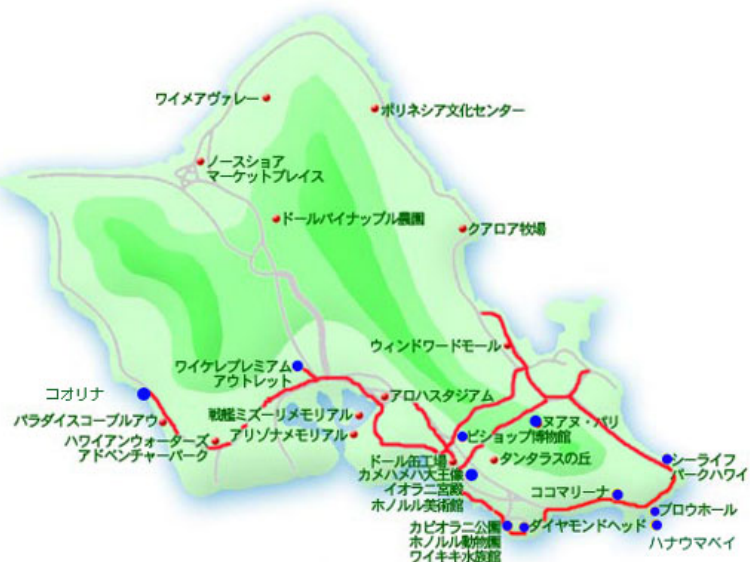 ワイメアヴァレー
ポリネシア文化センター
ノースショア
マーケットプレイス
ドールパイナップル農園
クアロア牧場
ウィンドワードモール
ワイケレプレミアム
アウトレット
コオリナ
アロハスタジアム
パラダイスコーブルアウ
戦艦ミズーリメモリアル
ハワイアンウォーターズ
アドベンチャーパーク
アリゾナメモリアル
ヌアヌ・パリ
ビショップ博物館
ドール缶工場
タンタラスの丘
シーライフ
パークハワイ
カメハメハ大王像
イオラニ宮殿
ホノルル美術館
ココマリーナ
ブロウホール
カピオラニ公園
ダイヤモンドヘッド
ハナウマベイ
ホノルル動物園
ワイキキ水族館